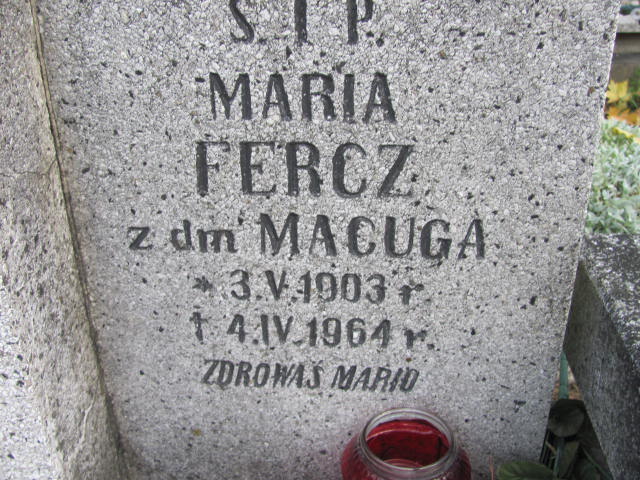 Ś. I P.
MARIA
FERCZ
z dm MACUGA
* 3.V.1903 r.
† 4.IV.1964 r.
ZDROWAŚ MARIO